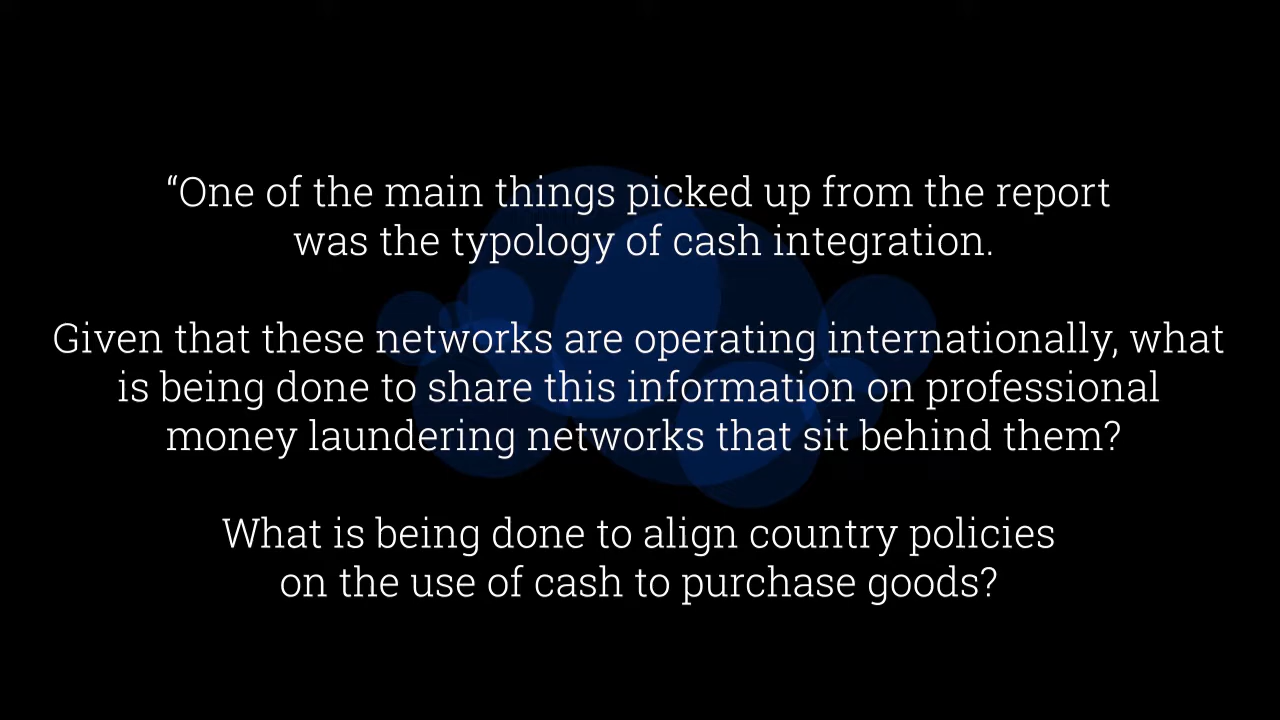 “One of the main things picked up from the report
was the typology of cash integration.
Given that these networks are operating internationally, what
is being done to share this information on professional
money laundering networks that sit behind them?
What is being done to align country policies
on the use of cash to purchase goods?